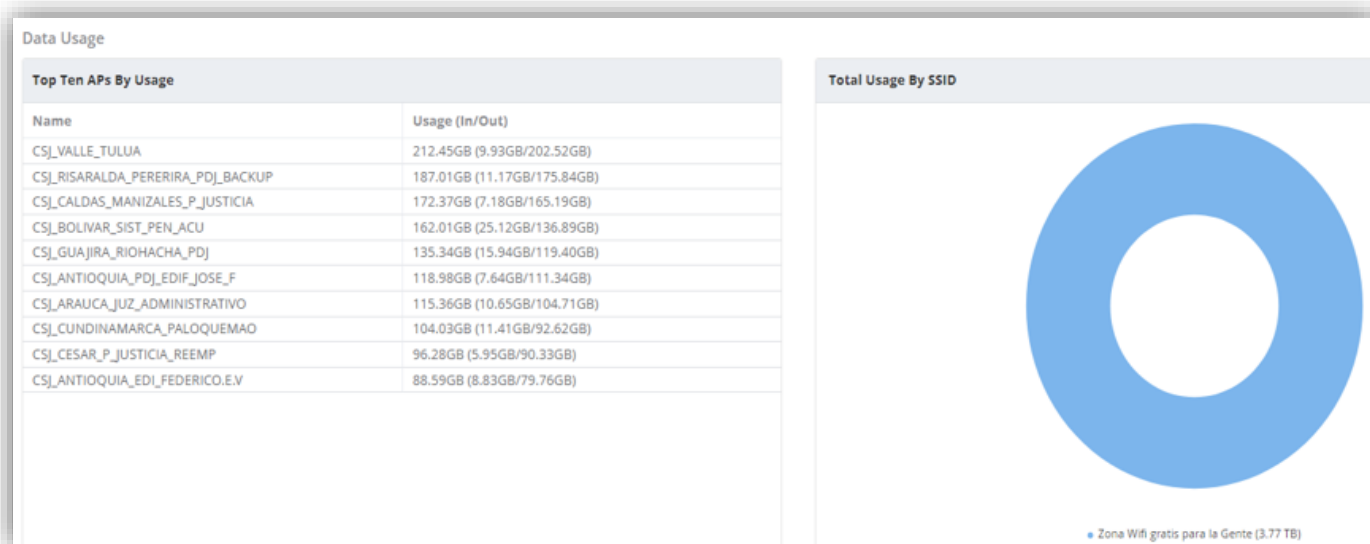 Data Usage
Top Ten APs By Usage
Name Usage (In/Out)
CSJ_VALLE_TULUA 212.45GB (9.93GB/202.52GB)
CSJ_RISARALDA_PERERIRA_PDJ_BACKUP 187.01GB (11.17GB/175.84GB)
CSJ_CALDAS_MANIZALES_P_JUSTICIA 172.37GB (7.18GB/165.19GB)
CSJ_BOLIVAR_SIST_PEN_ACU 162.01GB (25.12GB/136.89GB)
CSJ_GUAJIRA_RIOHACHA_PDJ 135.34GB (15.94GB/119.40GB)
CSJ_ANTIOQUIA_PDJ_EDIF_JOSE_F 118.98GB (7.64GB/111.34GB)
CSJ_ARAUCA_JUZ_ADMINISTRATIVO 115.36GB (10.65GB/104.71GB)
CSJ_CUNDINAMARCA_PALOQUEMAO 104.03GB (11.41GB/92.62GB)
CSJ_CESAR_P_JUSTICIA_REEMP 96.28GB (5.95GB/90.33GB)
CSJ_ANTIOQUIA_EDI_FEDERICO.E.V 88.59GB (8.83GB/79.76GB)
Total Usage By SSID
Zona Wifi gratis para la Gente (3.77 TB)